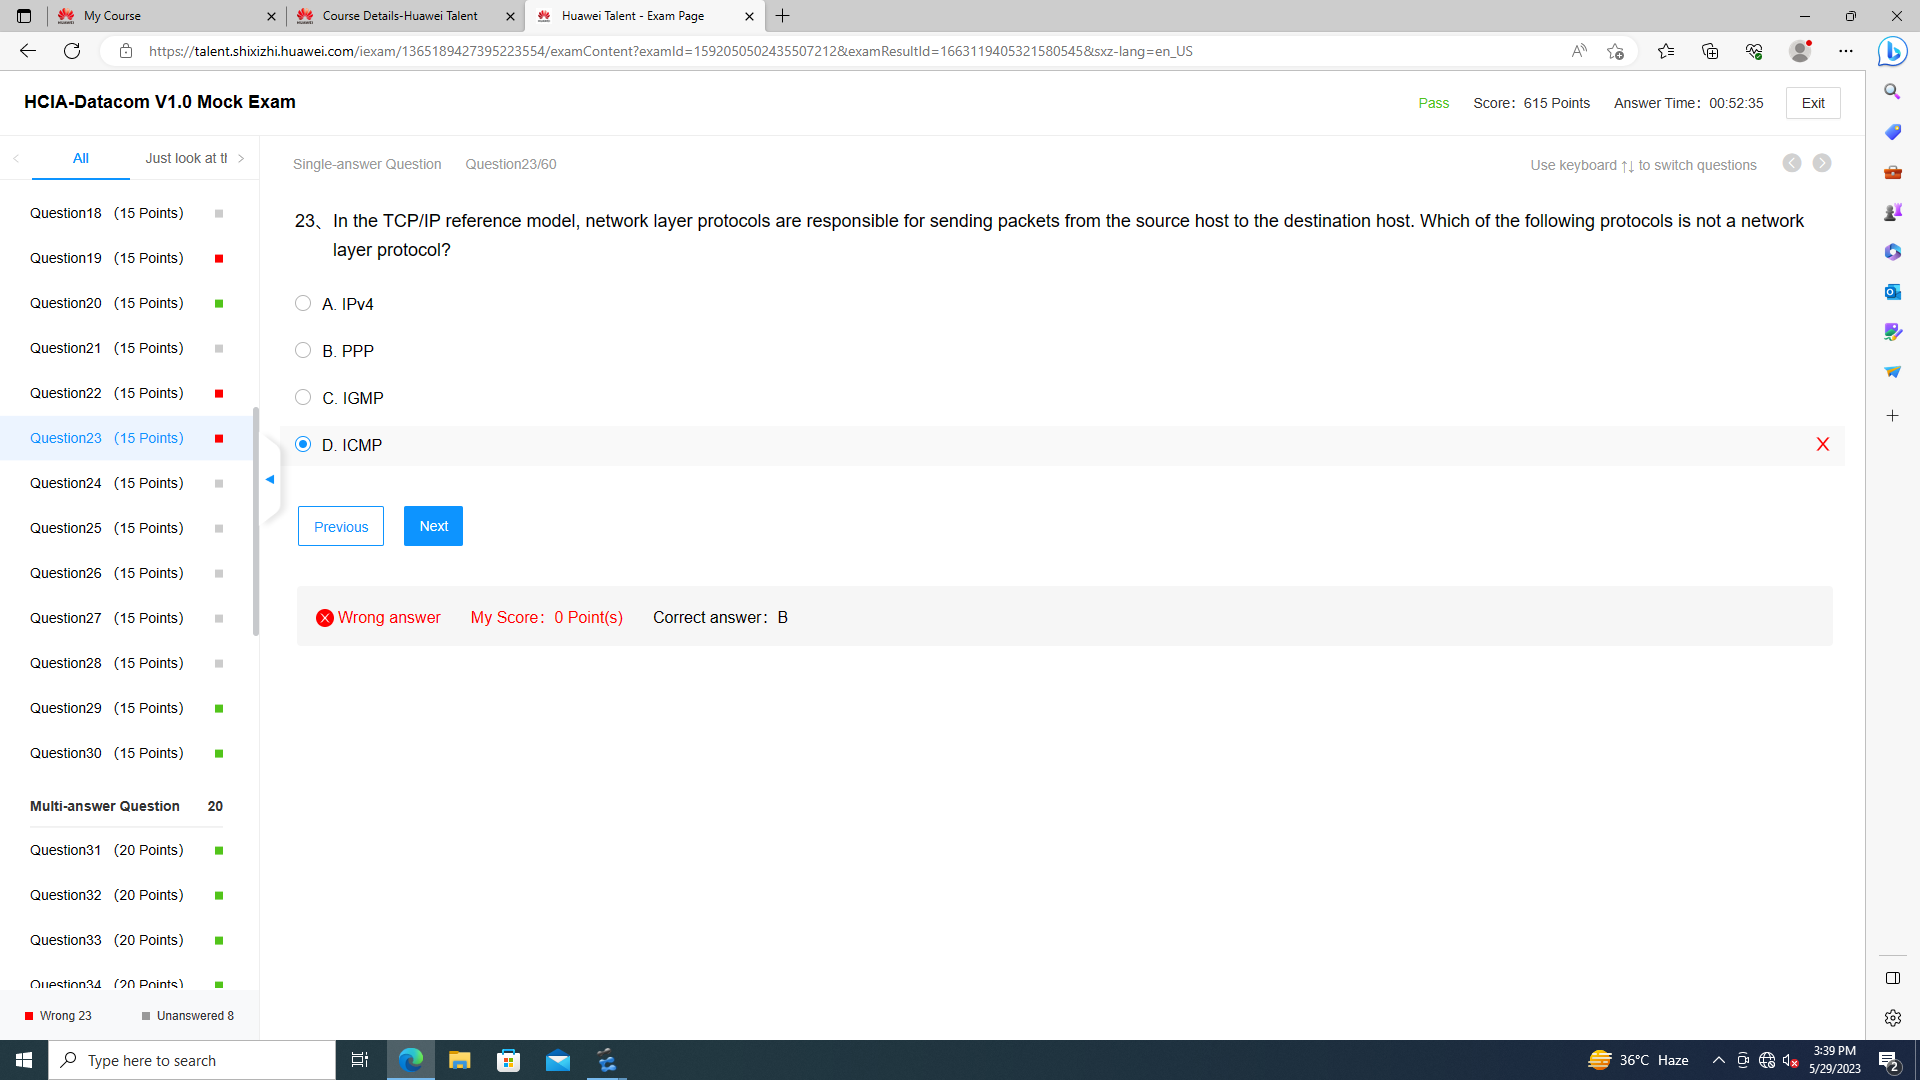 My Course
Course Details-Huawei Talent
Huawei Talent - Exam Page
https://talent.shixizhi.huawei.com/iexam/1365189427395223554/examContent?examId=1592050502435507212&examResultId=1663119405321580545&sxz-lang=en_US
HCIA-Datacom V1.0 Mock Exam
Pass
Score：615 Points
Answer Time：00:52:35
Exit
All
Just look at th
Single-answer Question
Question23/60
Use keyboard ↑↓ to switch questions
Question18 (15 Points)
Question19 (15 Points)
Question20 (15 Points)
Question21 (15 Points)
Question22 (15 Points)
Question23 (15 Points)
Question24 (15 Points)
Question25 (15 Points)
Question26 (15 Points)
Question27 (15 Points)
Question28 (15 Points)
Question29 (15 Points)
Question30 (15 Points)
Multi-answer Question 20
Question31 (20 Points)
Question32 (20 Points)
Question33 (20 Points)
Question34 (20 Points)
Wrong 23
Unanswered 8
23、In the TCP/IP reference model, network layer protocols are responsible for sending packets from the source host to the destination host. Which of the following protocols is not a network
layer protocol?
A. IPv4
B. PPP
C. IGMP
D. ICMP
Previous
Next
Wrong answer
My Score：0 Point(s)
Correct answer：B
Type here to search
36°C Haze
3:39 PM
5/29/2023
2